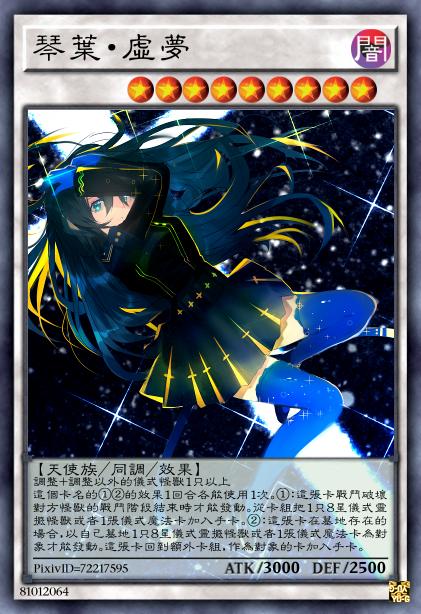 琴葉・虛夢
闇
【天使族／同調／效果】
調整＋調整以外的儀式怪獸1只以上
這個卡名的①②的效果1回合各能使用1次。①：這張卡戰鬥破壞
對方怪獸的戰鬥階段結束時才能發動。從卡組把1只8星儀式靈
擺怪獸或者1張儀式魔法卡加入手卡。②：這張卡在墓地存在的
場合，以自己墓地1只8星儀式靈擺怪獸或者1張儀式魔法卡為對
象才能發動。這張卡回到額外卡組，作為對象的卡加入手卡。
PixivID=72217595 ATK/3000 DEF/2500
81012064